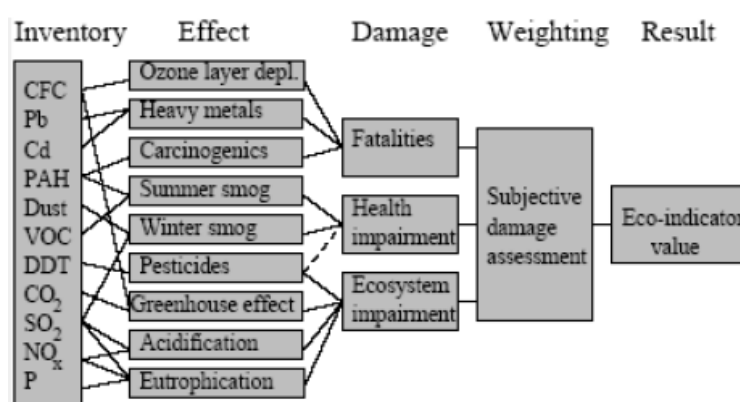 Inventory Effect Damage Weighting Result
CFC
Pb
Cd
PAH
Dust
VOC
DDT
CO2
SO2
NOx
P
Ozone layer depl.
Heavy metals
Carcinogenics
Summer smog
Winter smog
Pesticides
Greenhouse effect
Acidification
Eutrophication
Fatalities
Health
impairment
Ecosystem
impairment
Subjective
damage
assessment
Eco-indicator
value